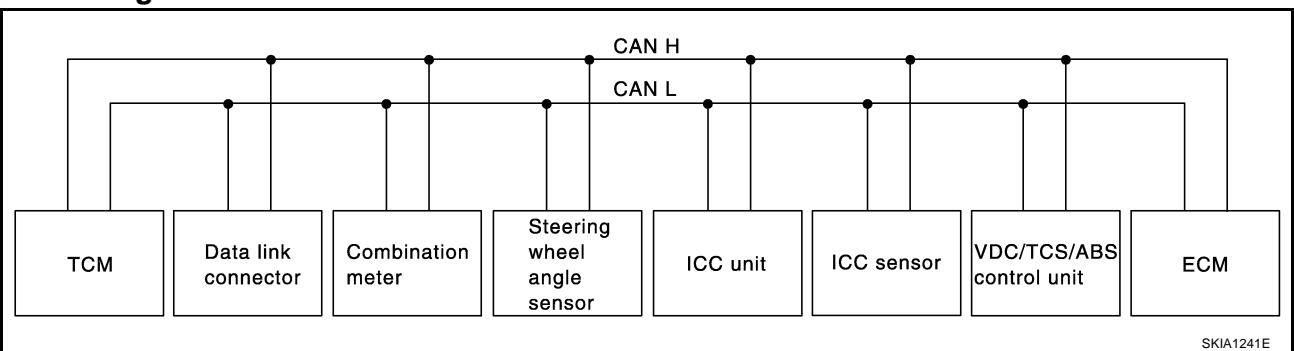 CAN H
CAN L
TCM
Data link
connector
Combination
meter
Steering
wheel
angle
sensor
ICC unit
ICC sensor
VDC/TCS/ABS
control unit
ECM
SKIA1241E